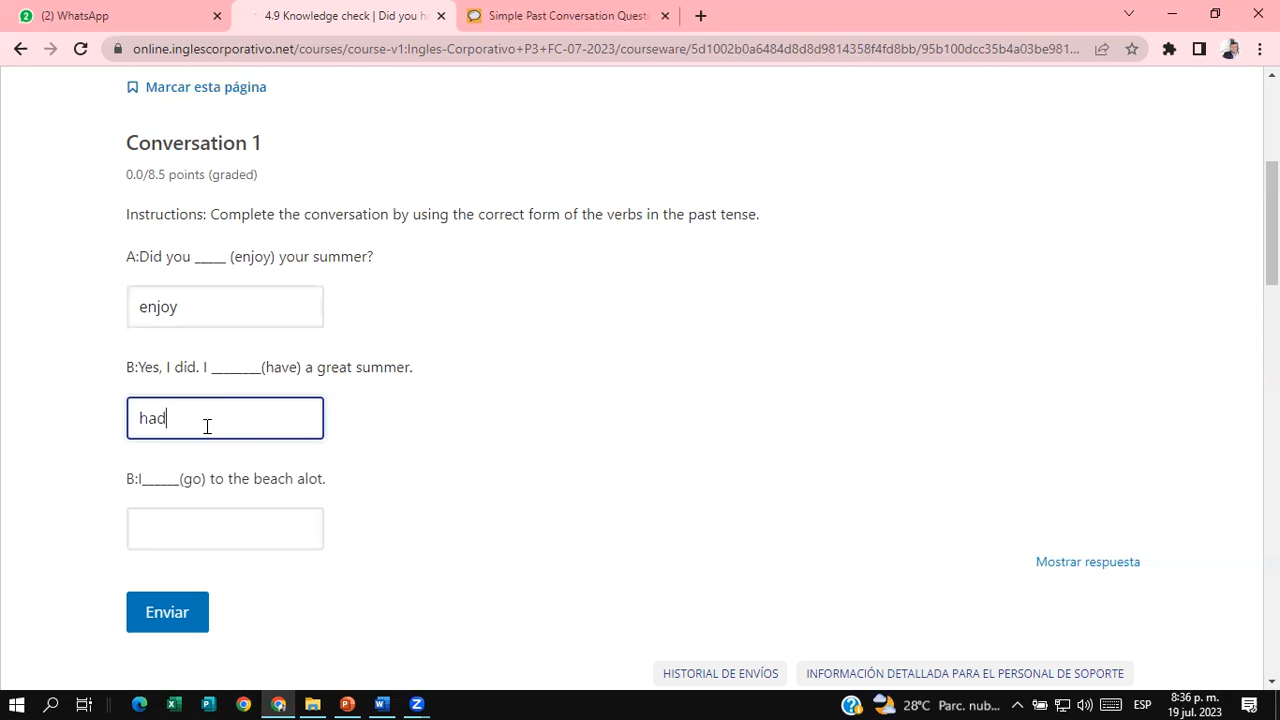 WhatsApp
4.9 Knowledge check | Did you h
Simple Past Conversation Questi
online.inglescorporativo.net/courses/course-v1:Ingles-Corporativo+P3+FC-07-2023/courseware/5d1002b0a6484d8d8d9814358f4fd8bb/95b100dcc35b4a03be981...
Marcar esta página
Conversation 1
0.0/8.5 points (graded)
Instructions: Complete the conversation by using the correct form of the verbs in the past tense.
A:Did you _____ (enjoy) your summer?
enjoy
B:Yes, I did. I ________(have) a great summer.
had
B:I______(go) to the beach alot.
Mostrar respuesta
Enviar
HISTORIAL DE ENVÍOS INFORMACIÓN DETALLADA PARA EL PERSONAL DE SOPORTE
28°C Parc. nub... ESP 8:36 p. m.
19 jul. 2023